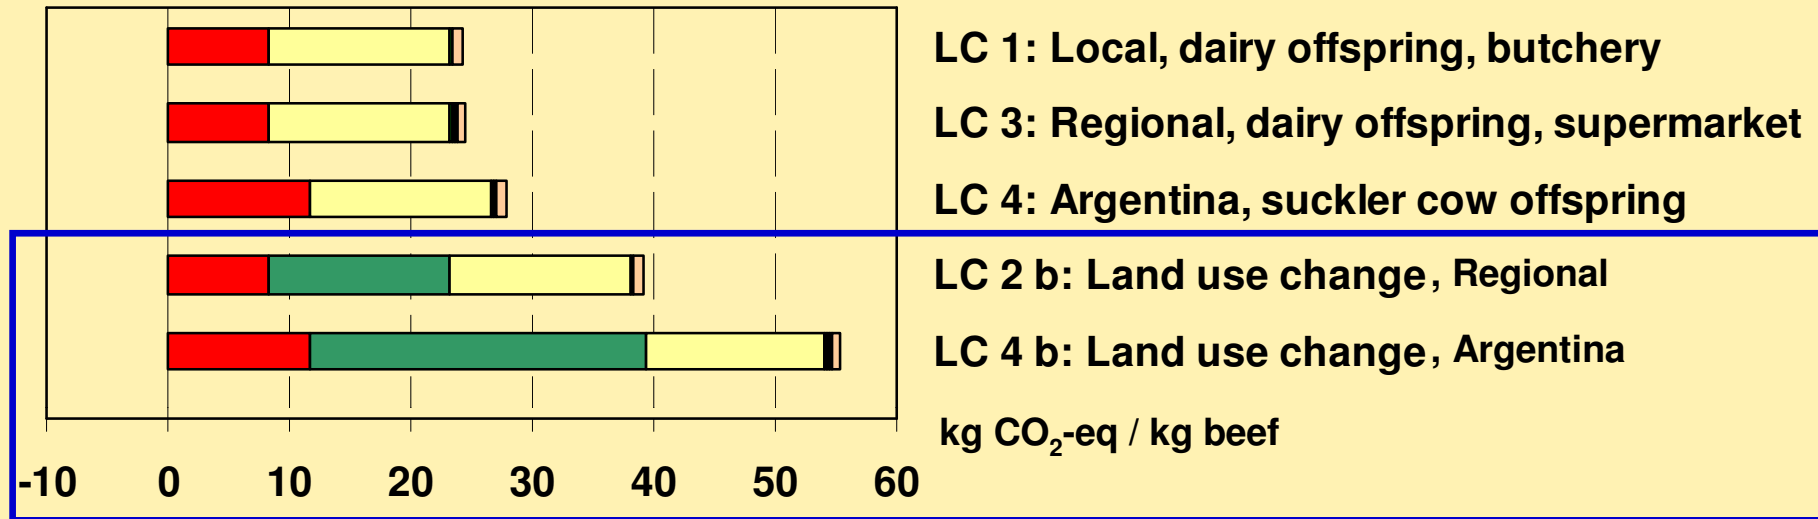 LC 1: Local, dairy offspring, butchery
LC 3: Regional, dairy offspring, supermarket
LC 4: Argentina, suckler cow offspring
LC 2 b: Land use change, Regional
LC 4 b: Land use change, Argentina
kg CO₂-eq / kg beef
-10 0 10 20 30 40 50 60